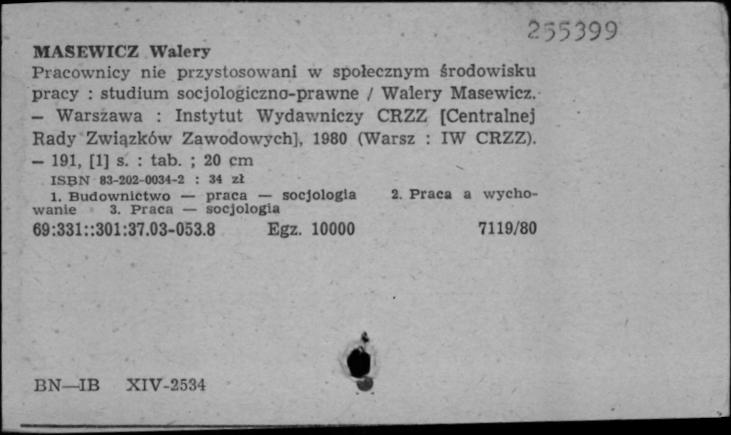 255399
MASEWICZ Walery
Pracownicy nie przystosowani w społecznym środowisku
pracy : studium socjologiczno-prawne / Walery Masewicz.
— Warszawa : Instytut Wydawniczy CRZZ [Centralnej
Rady Związków Zawodowych], 1980 (Warsz : IW CRZZ).
— 191, [1] s. : tab. ; 20 cm
ISBN 83-202-0034-2 : 34 zł
1. Budownictwo — praca — socjologia 2. Praca a wycho-
wanie 3. Praca — socjologia
69:331::301:37.03-053.8 Egz. 10000 7119/80
BN—IB XIV-2534